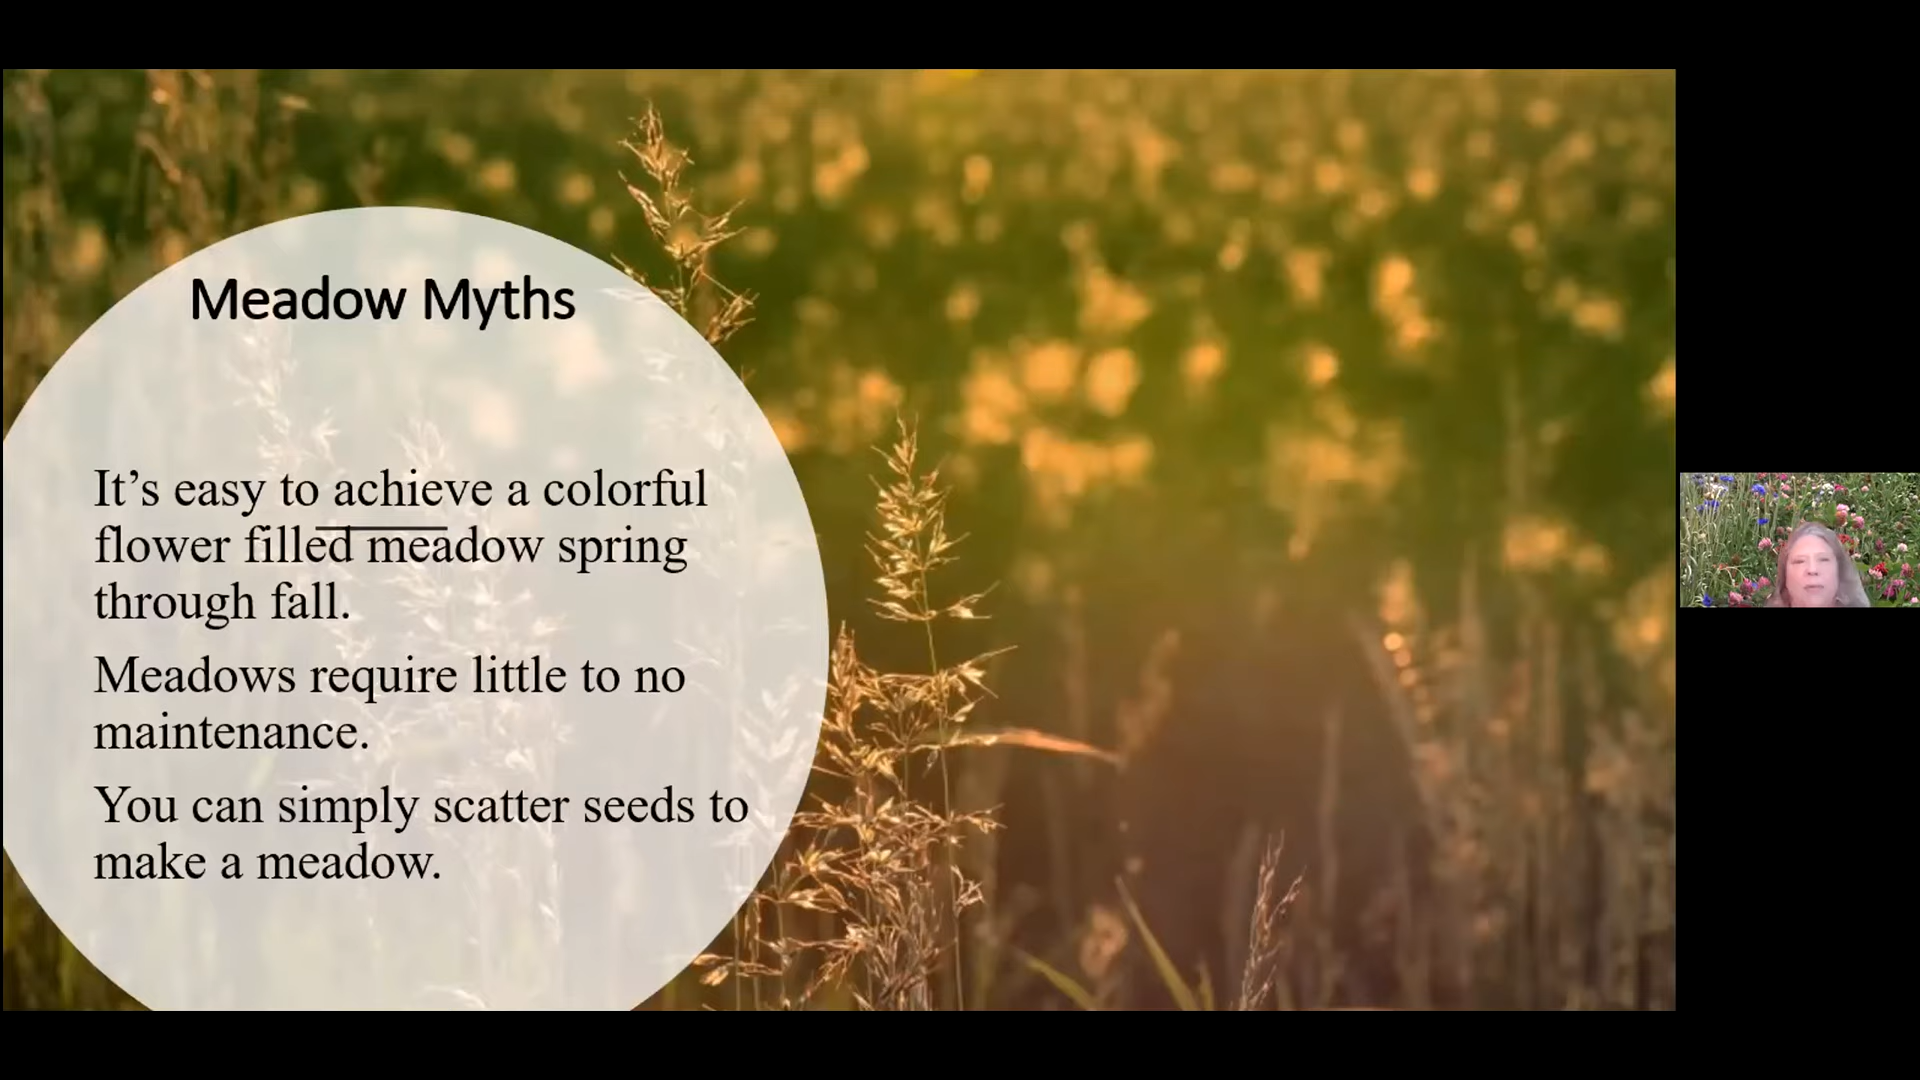 Meadow Myths
It’s easy to achieve a colorful
flower filled meadow spring
through fall.
Meadows require little to no
maintenance.
You can simply scatter seeds to
make a meadow.